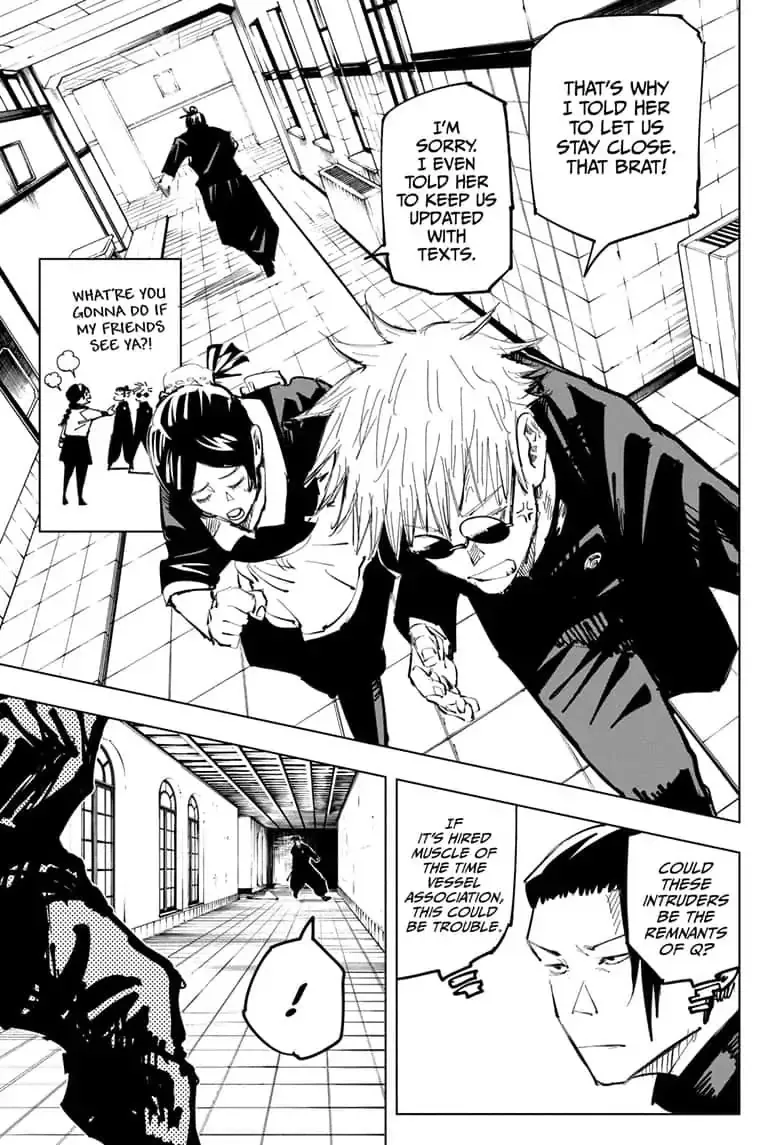 THAT'S WHY
I TOLD HER
TO LET US
STAY CLOSE.
THAT BRAT!
I'M
SORRY.
I EVEN
TOLD HER
TO KEEP US
UPDATED
WITH
TEXTS.
WHAT'RE YOU
GONNA DO IF
MY FRIENDS
SEE YA?!
COULD
THESE
INTRUDERS
BE THE
REMNANTS
OF Q?
IF
IT'S HIRED
MUSCLE OF
THE TIME
VESSEL
ASSOCIATION,
THIS COULD
BE TROUBLE.
!